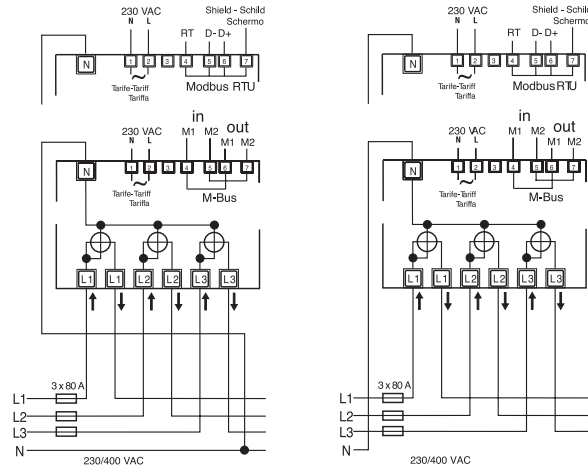 230 VAC
N L
RT D- D+
Shield - Schild
Schermo
N 1 2 3 4 5 6 7
Tarife-Tariff
Tariffa
Modbus RTU
in out
230 VAC
N L
M1 M2 M1 M2
N 1 2 3 4 5 6 7
Tarife-Tariff
Tariffa
M-Bus
L1 L1 L2 L2 L3 L3
3 x 80 A
L1
L2
L3
N
230/400 VAC
230 VAC
N L
RT D- D+
Shield - Schild
Schermo
N 1 2 3 4 5 6 7
Tarife-Tariff
Tariffa
Modbus RTU
in out
230 VAC
N L
M1 M2 M1 M2
N 1 2 3 4 5 6 7
Tarife-Tariff
Tariffa
M-Bus
L1 L1 L2 L2 L3 L3
3 x 80 A
L1
L2
L3
N
230/400 VAC